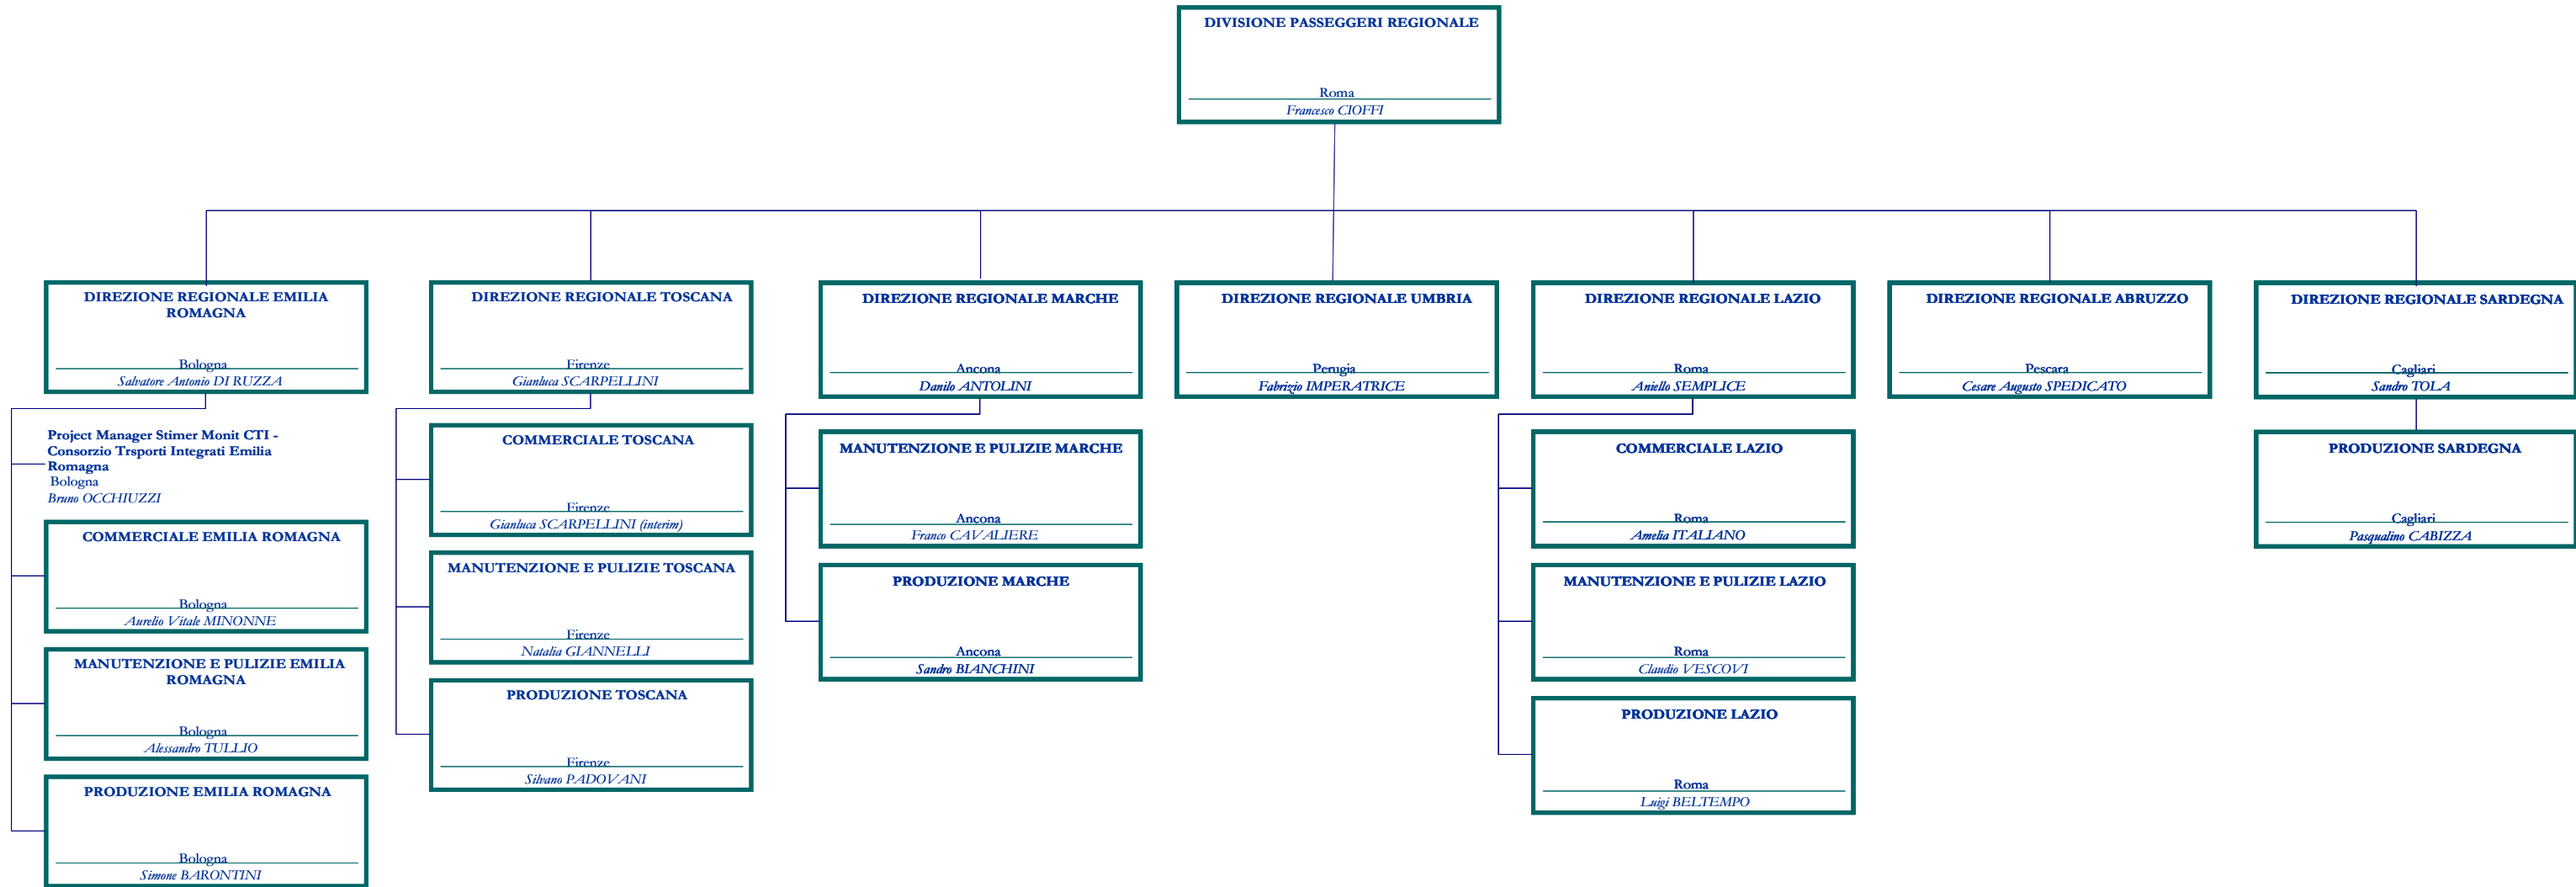 DIVISIONE PASSEGGERI REGIONALE
Roma
Francesco CIOFFI
DIREZIONE REGIONALE EMILIA
ROMAGNA
Bologna
Salvatore Antonio DI RUZZA
DIREZIONE REGIONALE TOSCANA
Firenze
Gianluca SCARPELLINI
DIREZIONE REGIONALE MARCHE
Ancona
Danilo ANTOLINI
DIREZIONE REGIONALE UMBRIA
Perugia
Fabrizio IMPERATRICE
DIREZIONE REGIONALE LAZIO
Roma
Aniello SEMPLICE
DIREZIONE REGIONALE ABRUZZO
Pescara
Cesare Augusto SPEDICATO
DIREZIONE REGIONALE SARDEGNA
Cagliari
Sandro TOLA
Project Manager Stimer Monit CTI -
Consorzio Trsporti Integrati Emilia
Romagna
Bologna
Bruno OCCHIUZZI
COMMERCIALE EMILIA ROMAGNA
Bologna
Aurelio Vitale MINONNE
MANUTENZIONE E PULIZIE EMILIA
ROMAGNA
Bologna
Alessandro TULLIO
PRODUZIONE EMILIA ROMAGNA
Bologna
Simone BARONTINI
COMMERCIALE TOSCANA
Firenze
Gianluca SCARPELLINI (interim)
MANUTENZIONE E PULIZIE TOSCANA
Firenze
Natalia GIANNELLI
PRODUZIONE TOSCANA
Firenze
Silvano PADOVANI
MANUTENZIONE E PULIZIE MARCHE
Ancona
Franco CAVALIERE
PRODUZIONE MARCHE
Ancona
Sandro BIANCHINI
COMMERCIALE LAZIO
Roma
Amelia ITALIANO
MANUTENZIONE E PULIZIE LAZIO
Roma
Claudio VESCOVI
PRODUZIONE LAZIO
Roma
Luigi BELTEMPO
PRODUZIONE SARDEGNA
Cagliari
Pasqualino CABIZZA